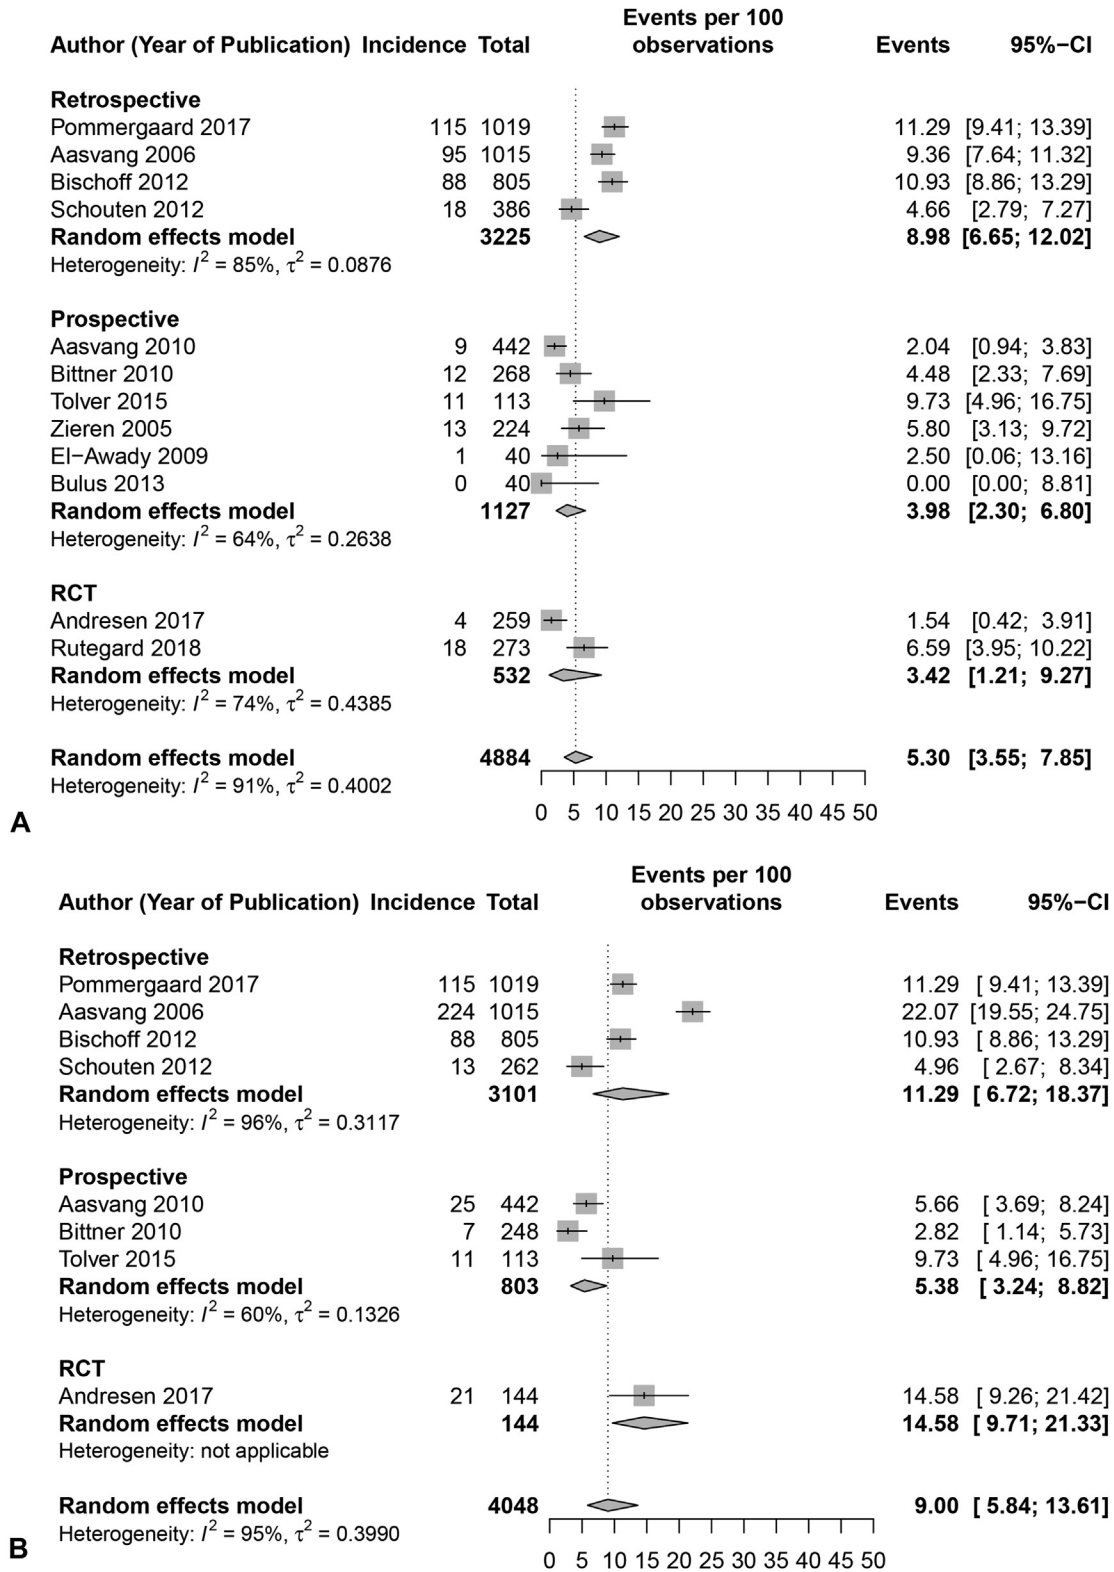 Events per 100
Author (Year of Publication) Incidence Total observations Events 95%−CI
Retrospective
Pommergaard 2017 115 1019 11.29 [9.41; 13.39]
Aasvang 2006 95 1015 9.36 [7.64; 11.32]
Bischoff 2012 88 805 10.93 [8.86; 13.29]
Schouten 2012 18 386 4.66 [2.79; 7.27]
Random effects model 3225 8.98 [6.65; 12.02]
Heterogeneity: I² = 85%, τ² = 0.0876
Prospective
Aasvang 2010 9 442 2.04 [0.94; 3.83]
Bittner 2010 12 268 4.48 [2.33; 7.69]
Tolver 2015 11 113 9.73 [4.96; 16.75]
Zieren 2005 13 224 5.80 [3.13; 9.72]
El−Awady 2009 1 40 2.50 [0.06; 13.16]
Bulus 2013 0 40 0.00 [0.00; 8.81]
Random effects model 1127 3.98 [2.30; 6.80]
Heterogeneity: I² = 64%, τ² = 0.2638
RCT
Andresen 2017 4 259 1.54 [0.42; 3.91]
Rutegard 2018 18 273 6.59 [3.95; 10.22]
Random effects model 532 3.42 [1.21; 9.27]
Heterogeneity: I² = 74%, τ² = 0.4385
Random effects model 4884 5.30 [3.55; 7.85]
Heterogeneity: I² = 91%, τ² = 0.4002
0 5 10 15 20 25 30 35 40 45 50
A
Events per 100
Author (Year of Publication) Incidence Total observations Events 95%−CI
Retrospective
Pommergaard 2017 115 1019 11.29 [ 9.41; 13.39]
Aasvang 2006 224 1015 22.07 [19.55; 24.75]
Bischoff 2012 88 805 10.93 [ 8.86; 13.29]
Schouten 2012 13 262 4.96 [ 2.67; 8.34]
Random effects model 3101 11.29 [ 6.72; 18.37]
Heterogeneity: I² = 96%, τ² = 0.3117
Prospective
Aasvang 2010 25 442 5.66 [ 3.69; 8.24]
Bittner 2010 7 248 2.82 [ 1.14; 5.73]
Tolver 2015 11 113 9.73 [ 4.96; 16.75]
Random effects model 803 5.38 [ 3.24; 8.82]
Heterogeneity: I² = 60%, τ² = 0.1326
RCT
Andresen 2017 21 144 14.58 [ 9.26; 21.42]
Random effects model 144 14.58 [ 9.71; 21.33]
Heterogeneity: not applicable
Random effects model 4048 9.00 [ 5.84; 13.61]
Heterogeneity: I² = 95%, τ² = 0.3990
B
0 5 10 15 20 25 30 35 40 45 50